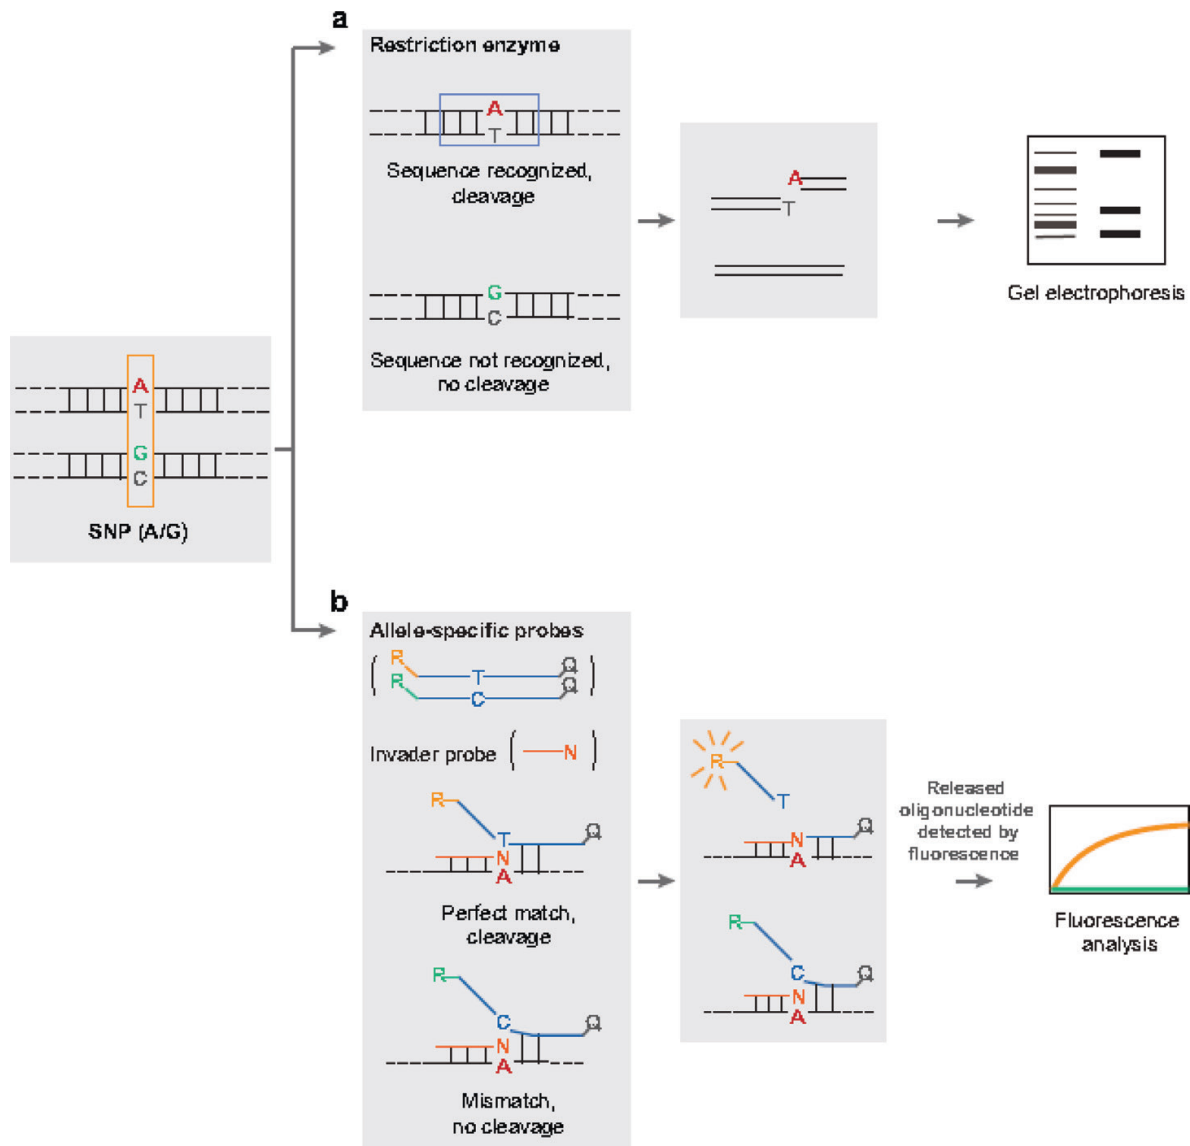 a
Restriction enzyme
A
T
Sequence recognized,
cleavage
G
C
Sequence not recognized,
no cleavage
A
T
Gel electrophoresis
A
T
G
C
SNP (A/G)
b
Allele-specific probes
( R T Q )
R C Q
Invader probe ( N )
R
T Q
N
A
Perfect match,
cleavage
R
C Q
N
A
Mismatch,
no cleavage
R
T
Q
N
A
R
C Q
N
A
Released
oligonucleotide
detected by
fluorescence
Fluorescence
analysis